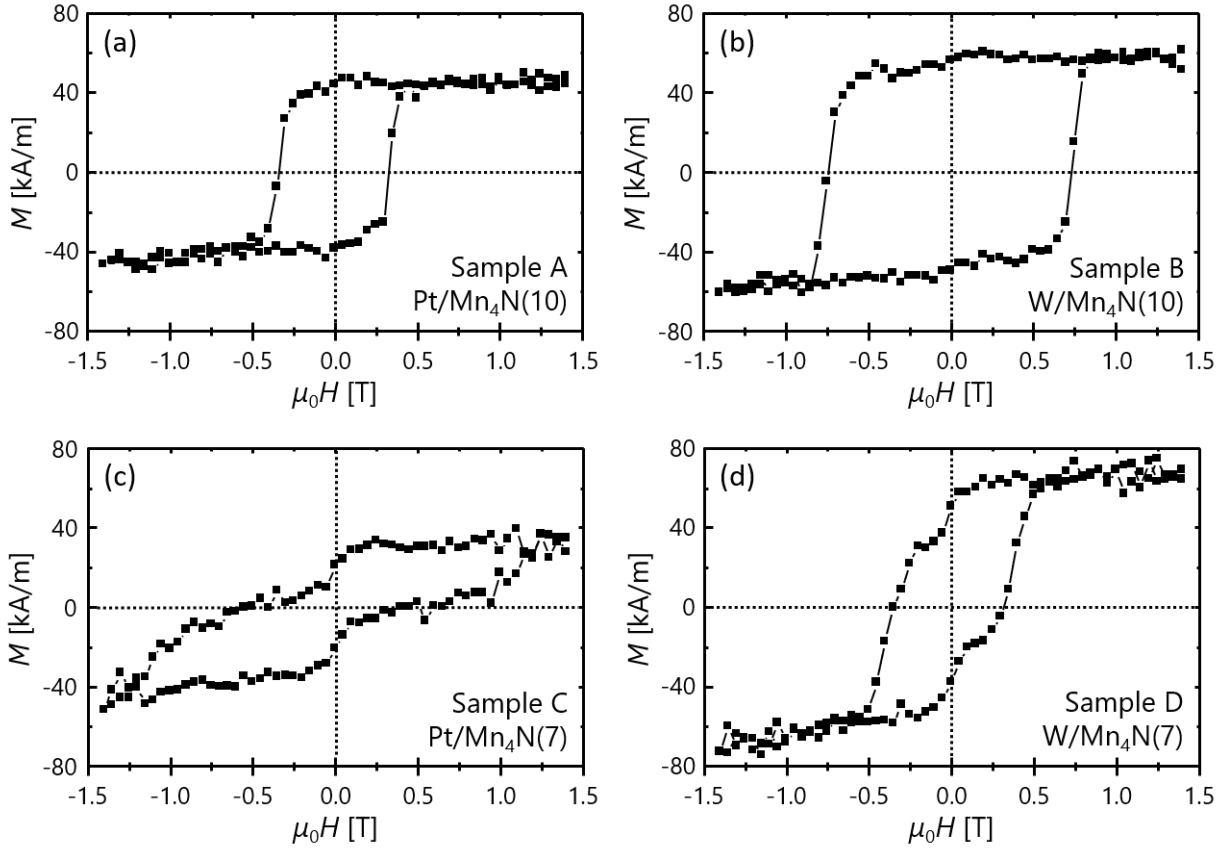 (a)
80
40
0
-40
-80
M [kA/m]
-1.5 -1.0 -0.5 0.0 0.5 1.0 1.5
μ₀H [T]
Sample A
Pt/Mn₄N(10)
(b)
80
40
0
-40
-80
M [kA/m]
-1.5 -1.0 -0.5 0.0 0.5 1.0 1.5
μ₀H [T]
Sample B
W/Mn₄N(10)
(c)
80
40
0
-40
-80
M [kA/m]
-1.5 -1.0 -0.5 0.0 0.5 1.0 1.5
μ₀H [T]
Sample C
Pt/Mn₄N(7)
(d)
80
40
0
-40
-80
M [kA/m]
-1.5 -1.0 -0.5 0.0 0.5 1.0 1.5
μ₀H [T]
Sample D
W/Mn₄N(7)